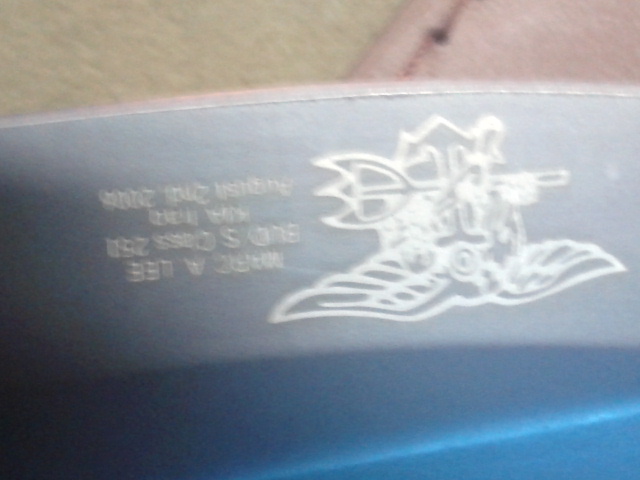 MARC A. LEE
BUD S Class 251
KIA Iraq
August 2nd, 2006